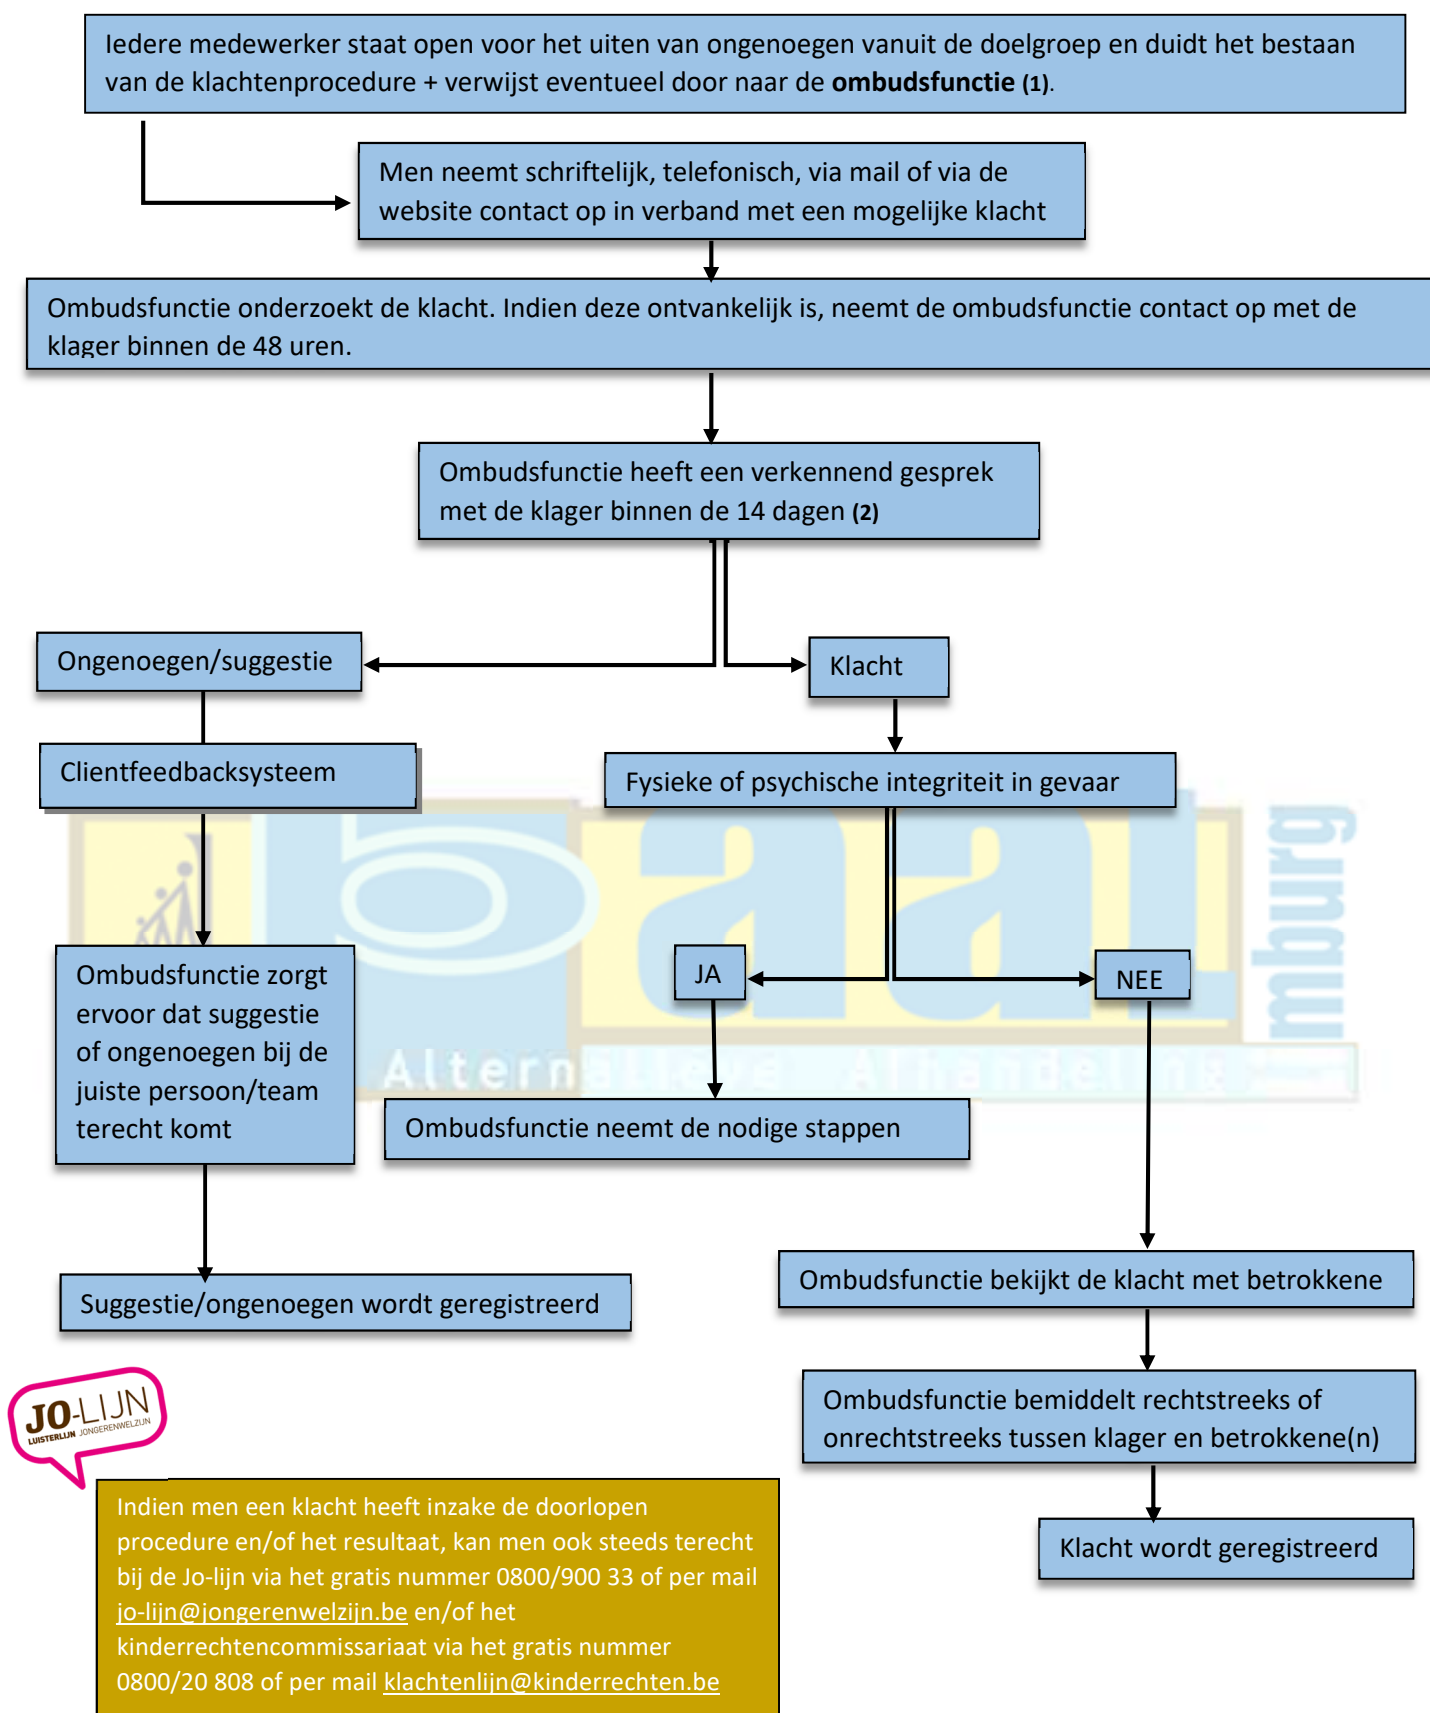 Iedere medewerker staat open voor het uiten van ongenoegen vanuit de doelgroep en duidt het bestaan
van de klachtenprocedure + verwijst eventueel door naar de ombudsfunctie (1).
Men neemt schriftelijk, telefonisch, via mail of via de
website contact op in verband met een mogelijke klacht
Ombudsfunctie onderzoekt de klacht. Indien deze ontvankelijk is, neemt de ombudsfunctie contact op met de
klager binnen de 48 uren.
Ombudsfunctie heeft een verkennend gesprek
met de klager binnen de 14 dagen (2)
Ongenoegen/suggestie
Klacht
Clientfeedbacksysteem
Fysieke of psychische integriteit in gevaar
baal
mburg
JA
NEE
Ombudsfunctie zorgt
ervoor dat suggestie
of ongenoegen bij de
juiste persoon/team
terecht komt
Alternatieve Afhandeling
Ombudsfunctie neemt de nodige stappen
Ombudsfunctie bekijkt de klacht met betrokkene
Suggestie/ongenoegen wordt geregistreerd
Ombudsfunctie bemiddelt rechtstreeks of
onrechtstreeks tussen klager en betrokkene(n)
Klacht wordt geregistreerd
JO-LIJN
LUISTERLIJN JONGERENWELZIJN
Indien men een klacht heeft inzake de doorlopen
procedure en/of het resultaat, kan men ook steeds terecht
bij de Jo-lijn via het gratis nummer 0800/900 33 of per mail
jo-lijn@jongerenwelzijn.be en/of het
kinderrechtencommissariaat via het gratis nummer
0800/20 808 of per mail klachtenlijn@kinderrechten.be